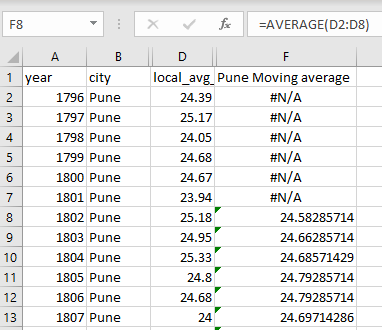 F8 fx =AVERAGE(D2:D8)
A B D F
1 year city local_avg_ Pune Moving average
2 1796 Pune 24.39 #N/A
3 1797 Pune 25.17 #N/A
4 1798 Pune 24.05 #N/A
5 1799 Pune 24.68 #N/A
6 1800 Pune 24.67 #N/A
7 1801 Pune 23.94 #N/A
8 1802 Pune 25.18 24.58285714
9 1803 Pune 24.95 24.66285714
10 1804 Pune 25.33 24.68571429
11 1805 Pune 24.8 24.79285714
12 1806 Pune 24.68 24.79285714
13 1807 Pune 24 24.69714286